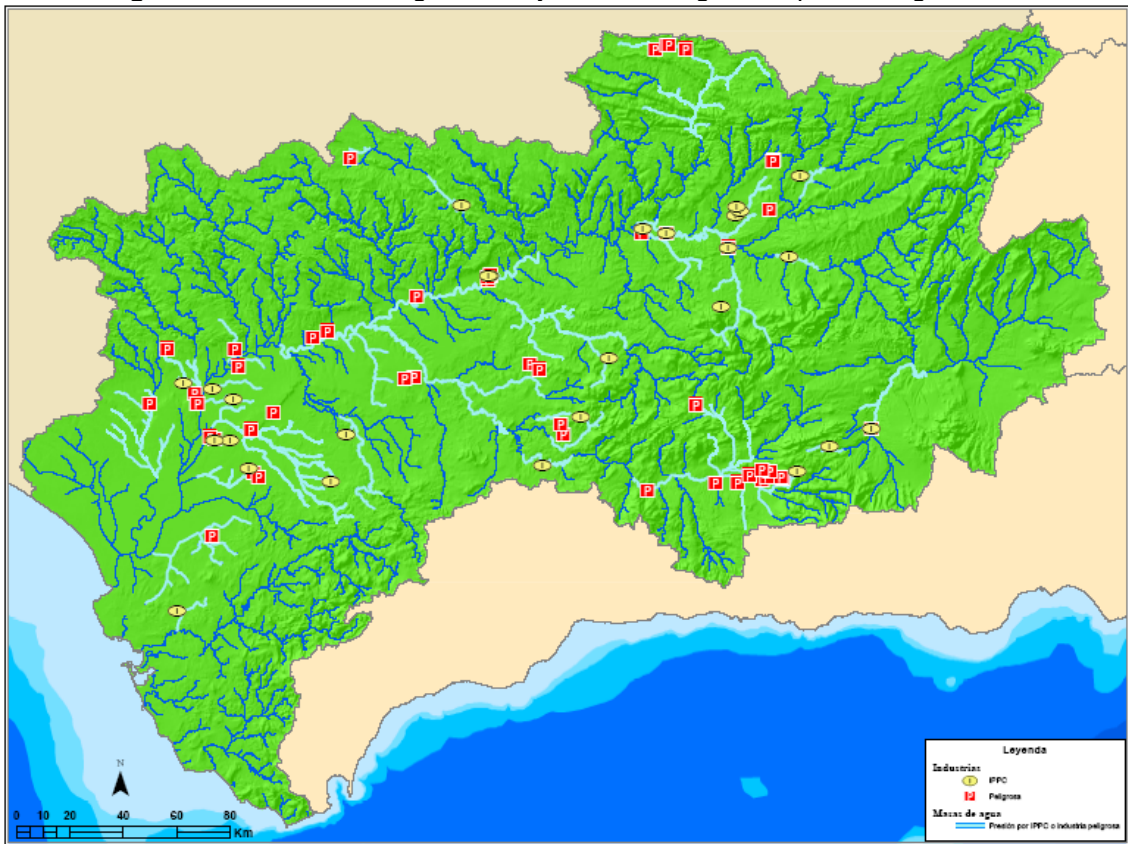 N
0 10 20 40 60 80
Km
Leyenda
Industrias
I IPPC
P Peligrosa
Masas de agua
Presión por IPPC o industria peligrosa